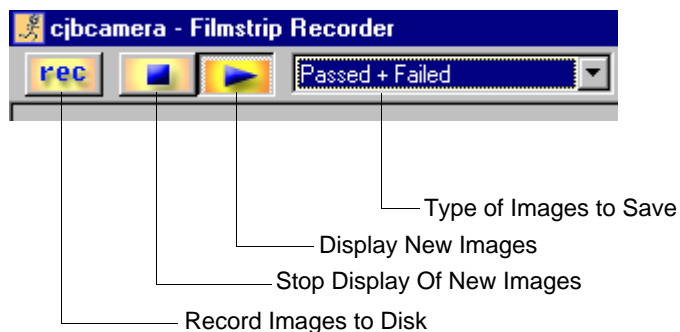 cjbcamera - Filmstrip Recorder
rec
Passed + Failed
Type of Images to Save
Display New Images
Stop Display Of New Images
Record Images to Disk